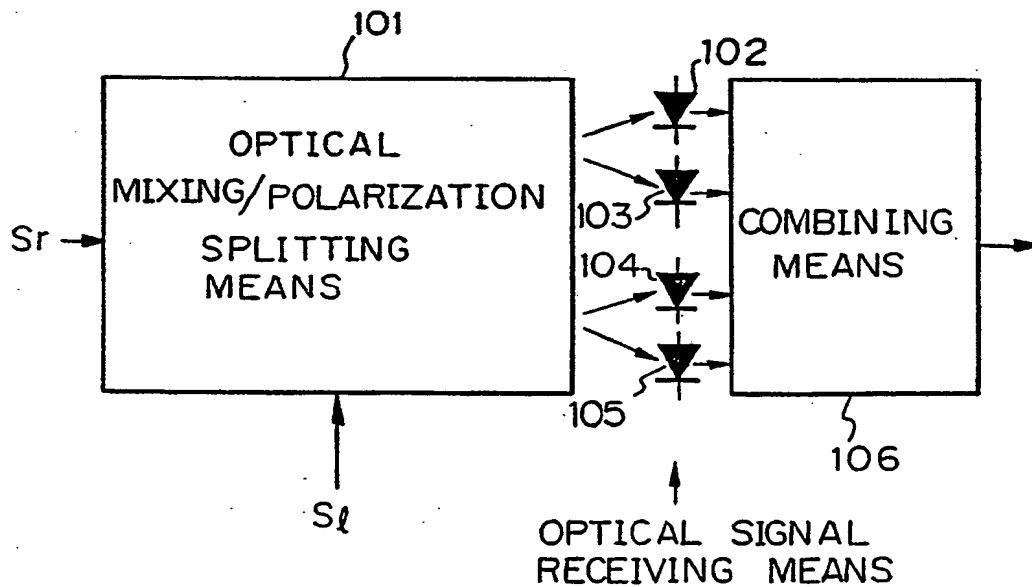 101
102
OPTICAL
MIXING/POLARIZATION
SPLITTING
MEANS
Sr
103
104
105
COMBINING
MEANS
106
Sℓ
OPTICAL SIGNAL
RECEIVING MEANS